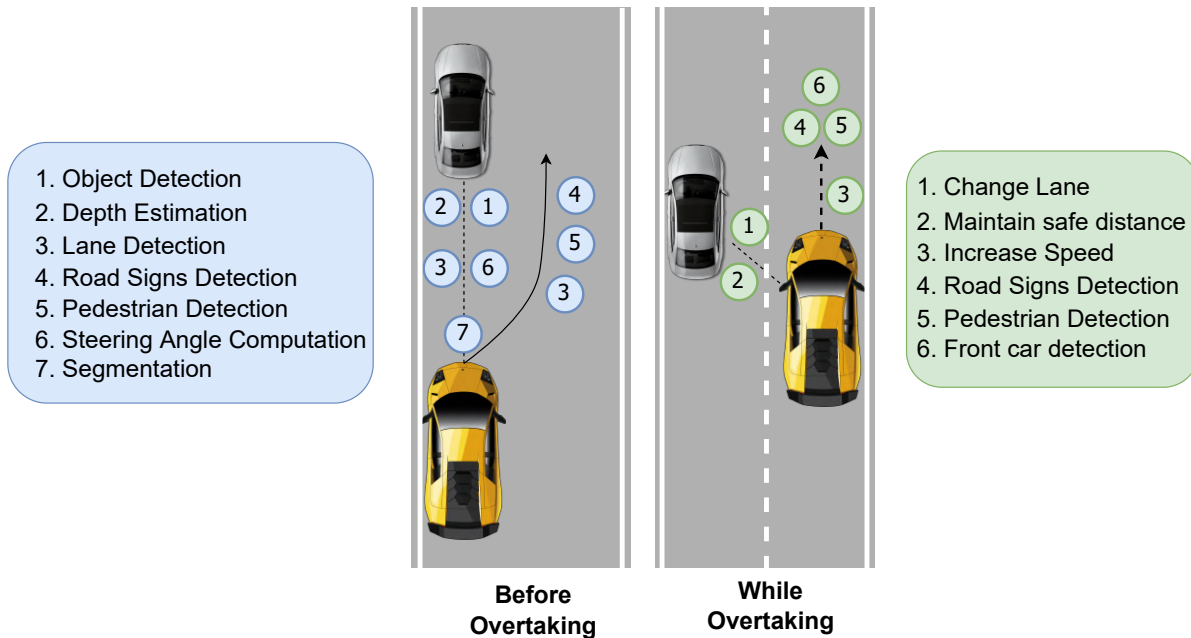 1. Object Detection
2. Depth Estimation
3. Lane Detection
4. Road Signs Detection
5. Pedestrian Detection
6. Steering Angle Computation
7. Segmentation
2
1
3
6
7
4
5
3
Before
Overtaking
6
4
5
3
1
2
While
Overtaking
1. Change Lane
2. Maintain safe distance
3. Increase Speed
4. Road Signs Detection
5. Pedestrian Detection
6. Front car detection